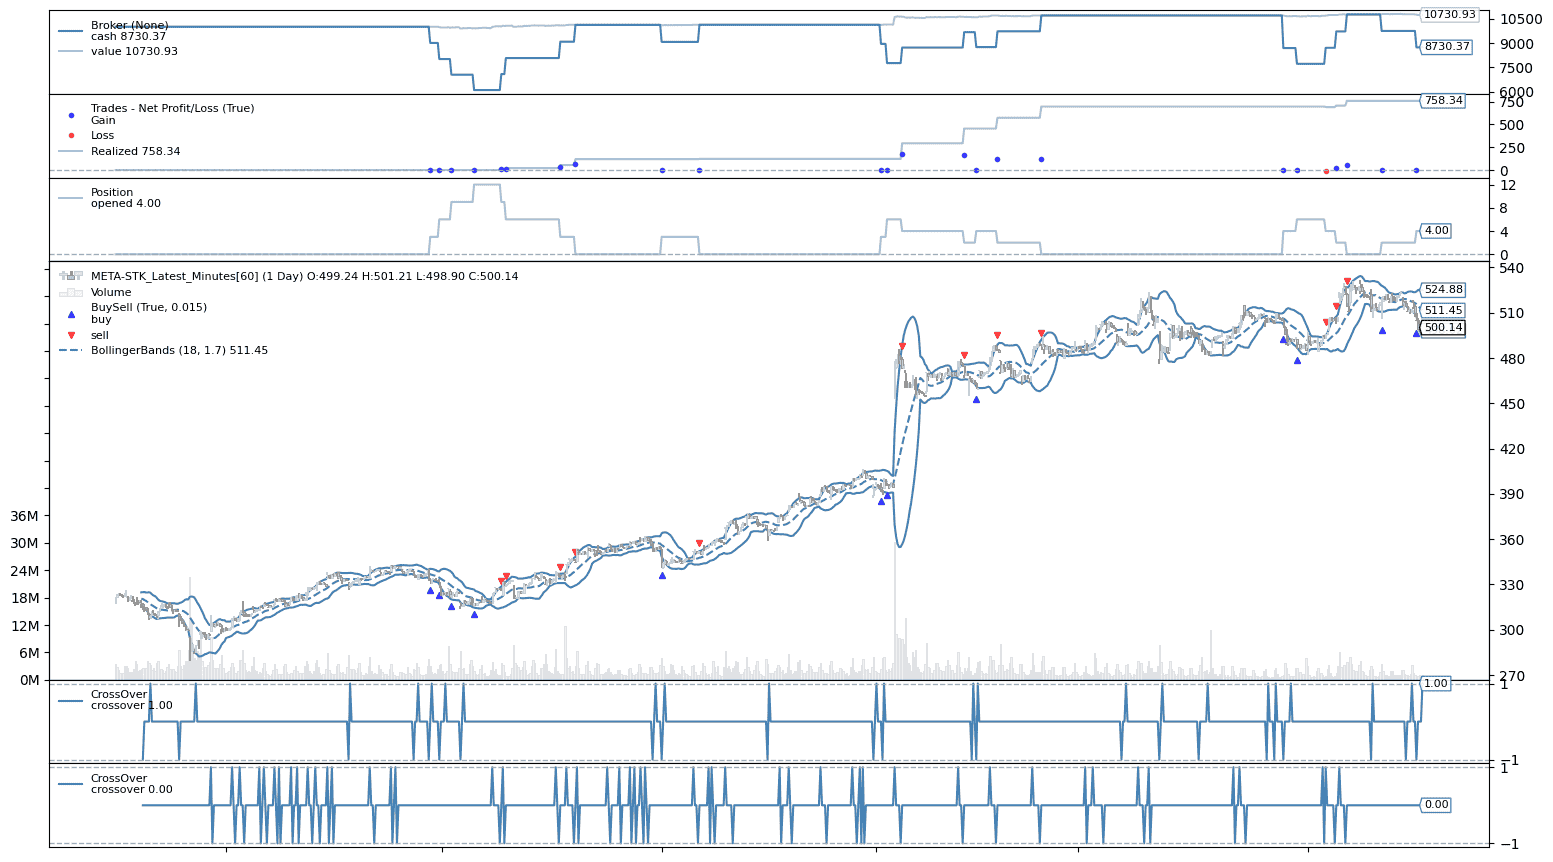 Broker (None)
cash 8730.37
value 10730.93
10730.93
10500
9000
8730.37
7500
6000
Trades - Net Profit/Loss (True)
Gain
Loss
Realized 758.34
758.34
750
500
250
0
Position
opened 4.00
12
8
4
4.00
0
META-STK_Latest_Minutes[60] (1 Day) O:499.24 H:501.21 L:498.90 C:500.14
Volume
BuySell (True, 0.015)
buy
sell
BollingerBands (18, 1.7) 511.45
540
524.88
511.45
510
500.14
480
450
420
390
360
330
300
270
36M
30M
24M
18M
12M
6M
0M
CrossOver
crossover 1.00
1.00
1
−1
CrossOver
crossover 0.00
1
0.00
−1